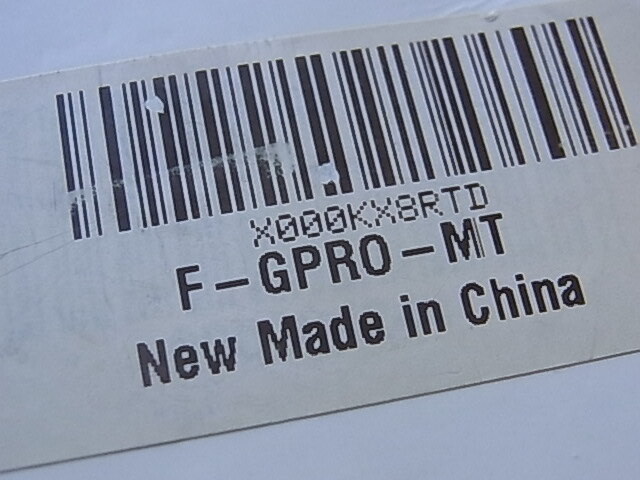 X000KX8RTD
F-GPRO-MT
New Made in China